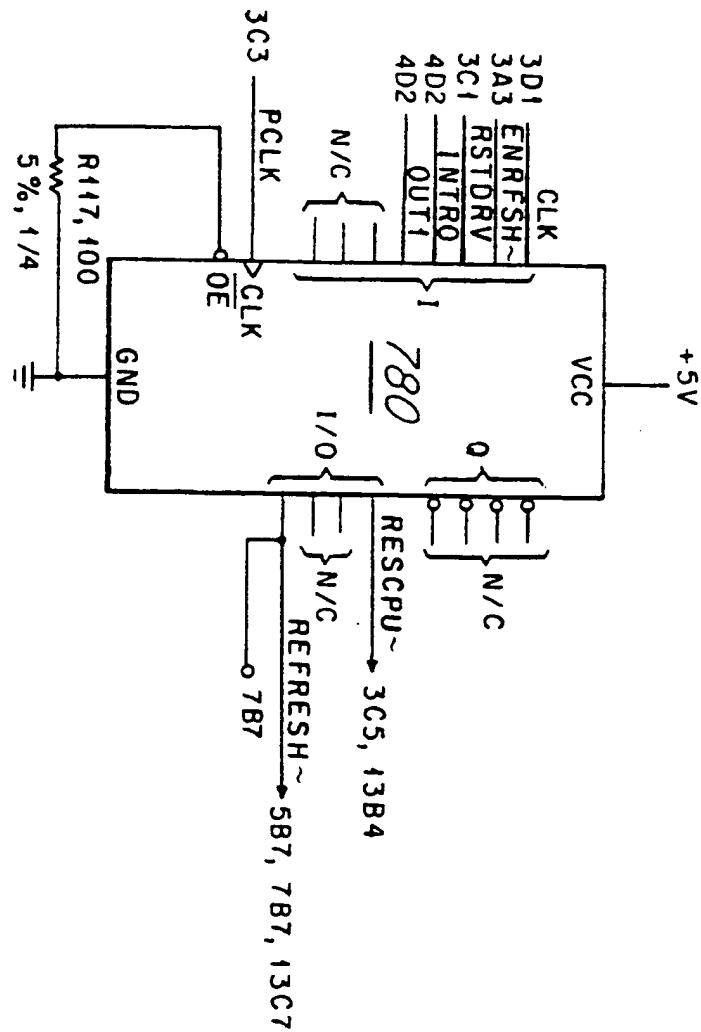 +5V
VCC
3D1 CLK
3A3 ENRFSH~
3C1 RSTDRV
4D2 INTR0
4D2 OUT1
I
N/C
3C3 PCLK
CLK
OE
R117, 100
5%, 1/4
GND
780
Q
N/C
RESCPU~
3C5, 13B4
I/O
N/C
REFRESH~
5B7, 7B7, 13C7
7B7